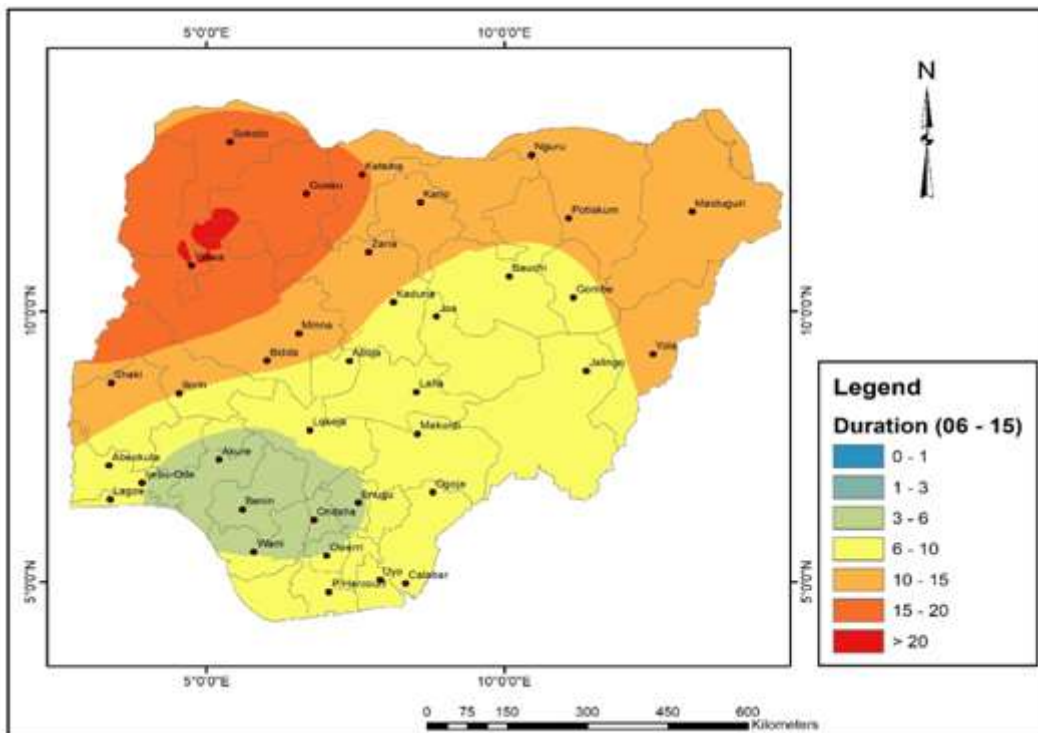 5°0'0"E 10°0'0"E
N
Sokoto
Nguru
Katsina
Gusau
Kano
Potiskum
Maiduguri
Zaria
Yelwa
Bauchi
Gombe
Kaduna
Jos
10°0'0"N 10°0'0"N
Minna
Bidda
Abuja
Yola
Shaki
Ilorin
Jalingo
Lafia
Lokoja
Makurdi
Abeokuta
Akure
Ijebu-Ode
Lagos
Benin
Onitsha
Enugu
Ogoja
Warri
Owerri
Uyo
Calabar
P/Harcourt
5°0'0"N 5°0'0"N
5°0'0"E 10°0'0"E
Legend
Duration (06 - 15)
0 - 1
1 - 3
3 - 6
6 - 10
10 - 15
15 - 20
> 20
0 75 150 300 450 600
Kilometers